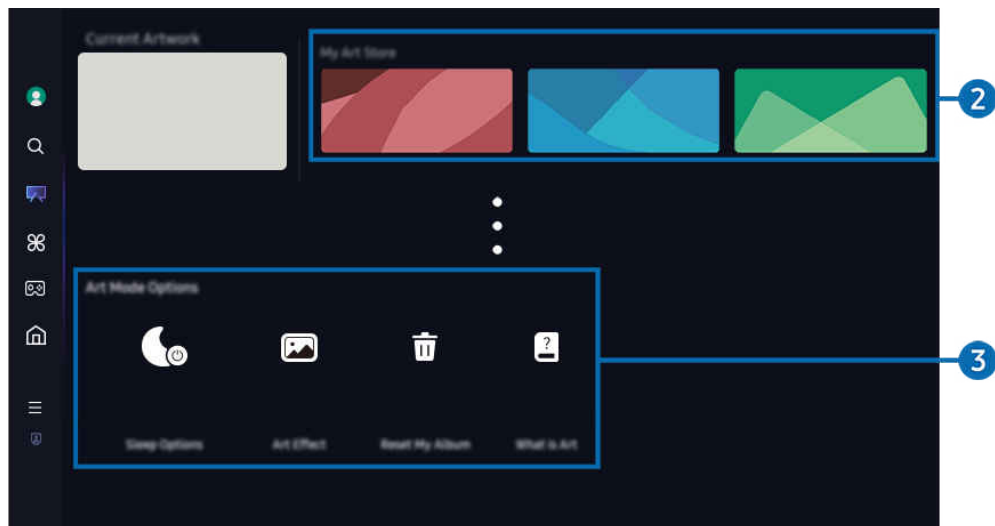 Current Artwork
My Art Store
2
Art Mode Options
3
?
Sleep Options
Art Effect
Reset My Album
What is Art